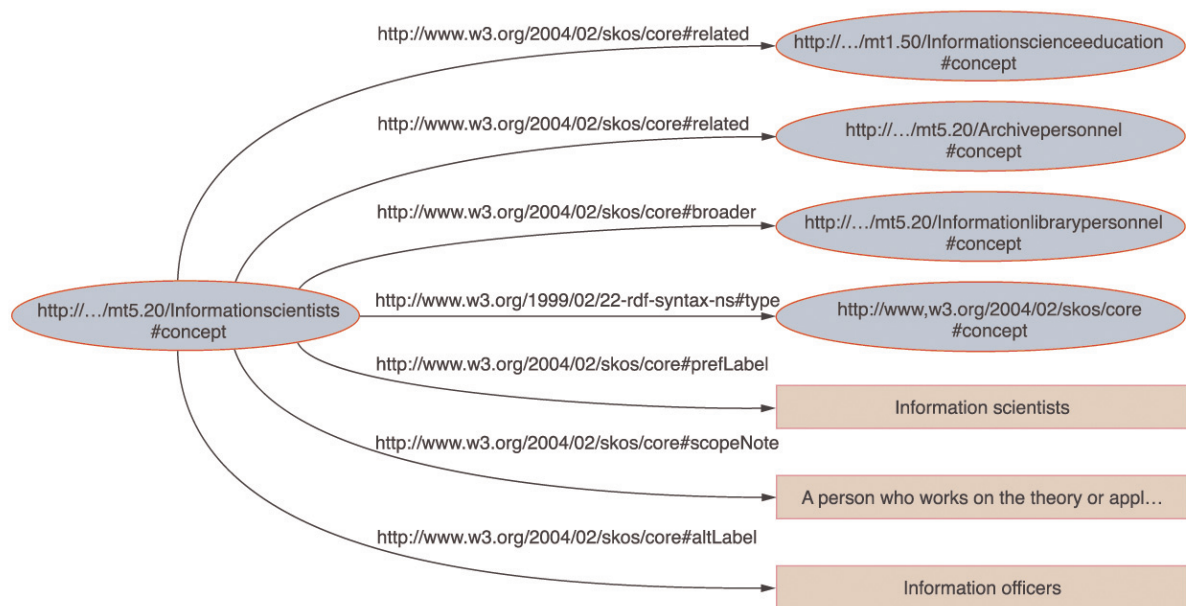 http://www.w3.org/2004/02/skos/core#related
http://…/mt1.50/Informationscienceeducation
#concept
http://www.w3.org/2004/02/skos/core#related
http://…/mt5.20/Archivepersonnel
#concept
http://www.w3.org/2004/02/skos/core#broader
http://…/mt5.20/Informationlibrarypersonnel
#concept
http://…/mt5.20/Informationscientists
#concept
http://www.w3.org/1999/02/22-rdf-syntax-ns#type
http://www,w3.org/2004/02/skos/core
#concept
http://www.w3.org/2004/02/skos/core#prefLabel
Information scientists
http://www.w3.org/2004/02/skos/core#scopeNote
A person who works on the theory or appl…
http://www.w3.org/2004/02/skos/core#altLabel
Information officers